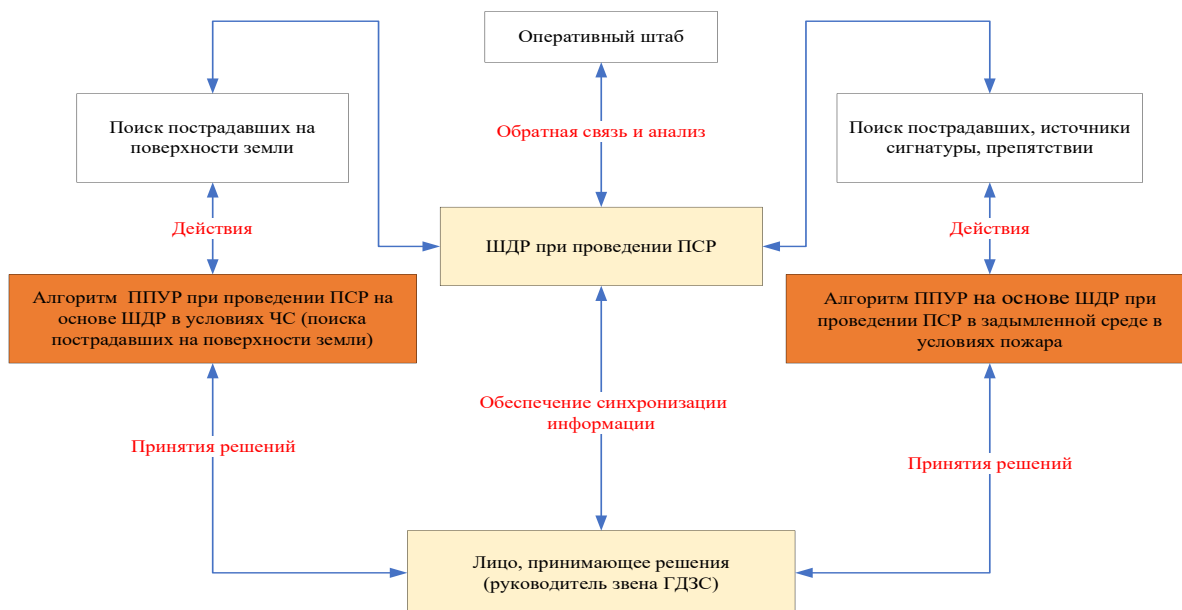 Оперативный штаб
Поиск пострадавших на
поверхности земли
Обратная связь и анализ
Поиск пострадавших, источники
сигнатуры, препятствии
Действия
ШДР при проведении ПСР
Действия
Алгоритм ППУР при проведении ПСР на
основе ШДР в условиях ЧС (поиска
пострадавших на поверхности земли)
Алгоритм ППУР на основе ШДР при
проведении ПСР в задымленной среде в
условиях пожара
Обеспечение синхронизации
информации
Принятия решений
Принятия решений
Лицо, принимающее решения
(руководитель звена ГДЗС)